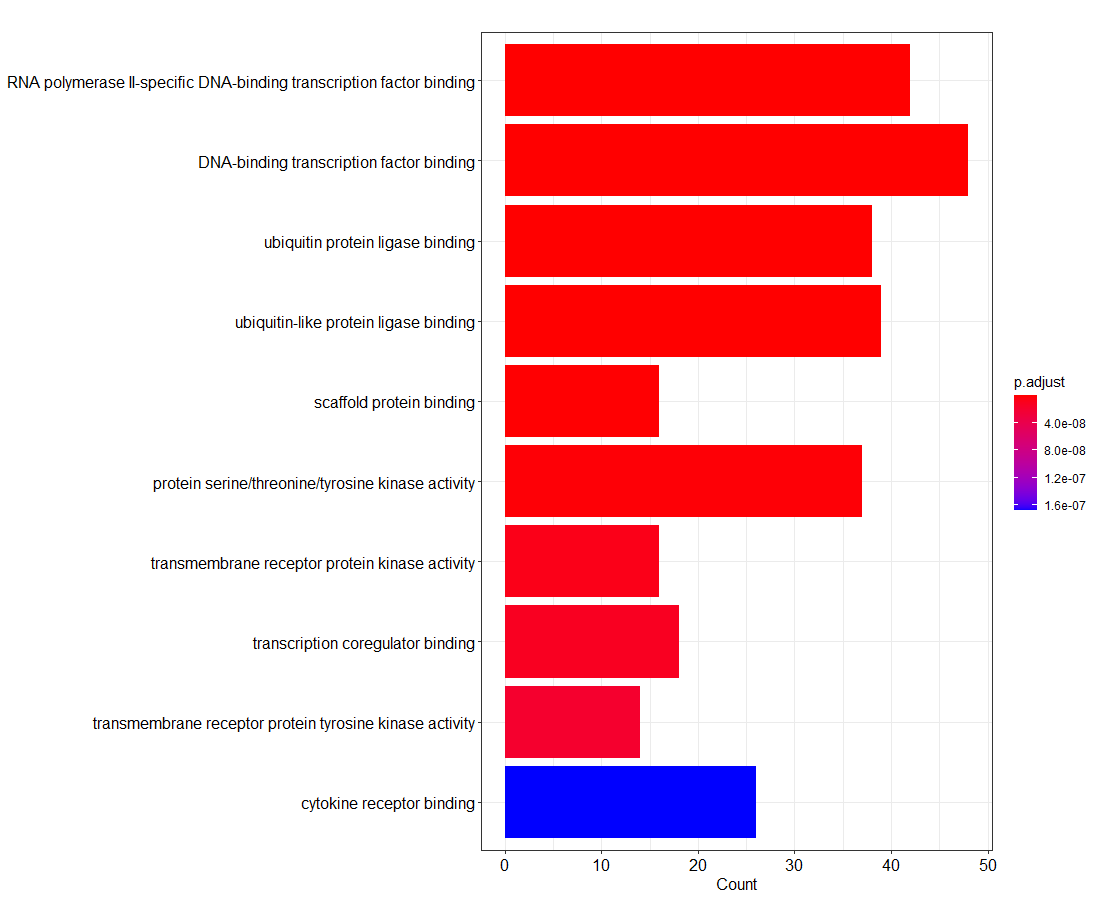 RNA polymerase II-specific DNA-binding transcription factor binding
DNA-binding transcription factor binding
ubiquitin protein ligase binding
ubiquitin-like protein ligase binding
scaffold protein binding
protein serine/threonine/tyrosine kinase activity
transmembrane receptor protein kinase activity
transcription coregulator binding
transmembrane receptor protein tyrosine kinase activity
cytokine receptor binding
0 10 20 30 40 50
Count
p.adjust
4.0e-08
8.0e-08
1.2e-07
1.6e-07